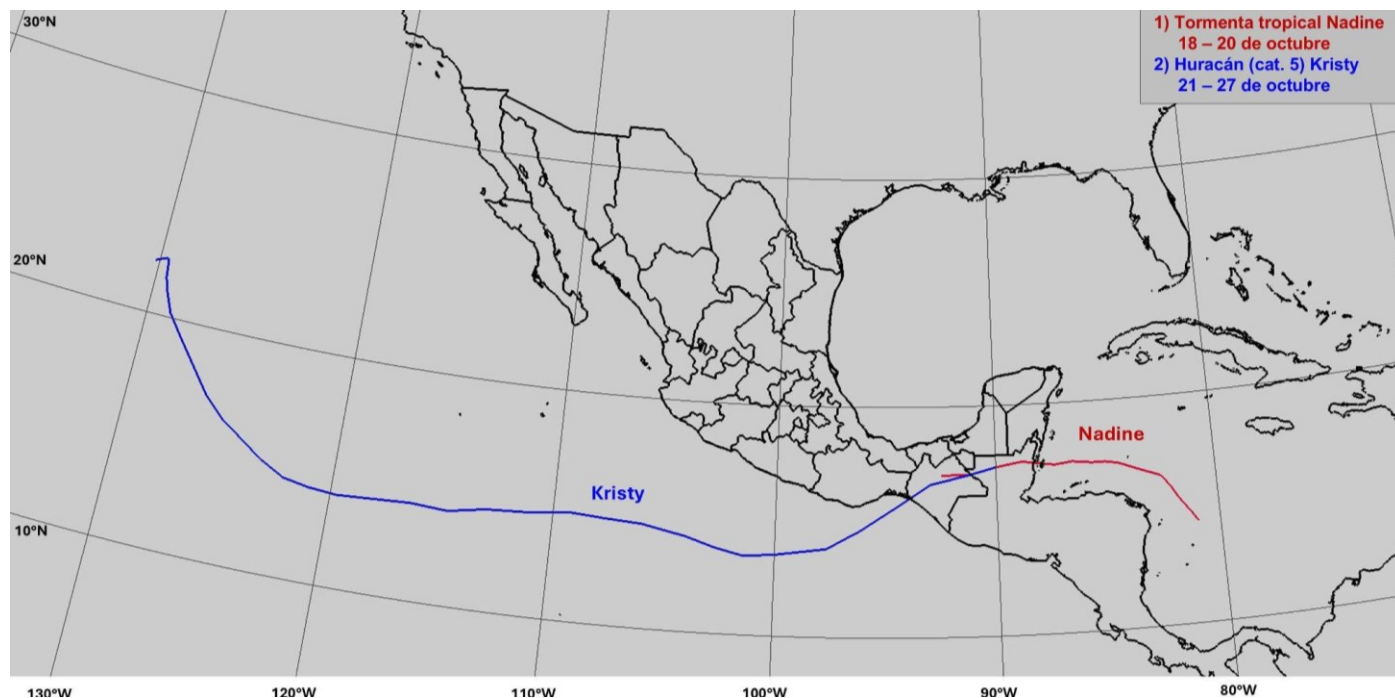 30°N
1) Tormenta tropical Nadine
18 – 20 de octubre
2) Huracán (cat. 5) Kristy
21 – 27 de octubre
20°N
Nadine
Kristy
10°N
130°W
120°W
110°W
100°W
90°W
80°W